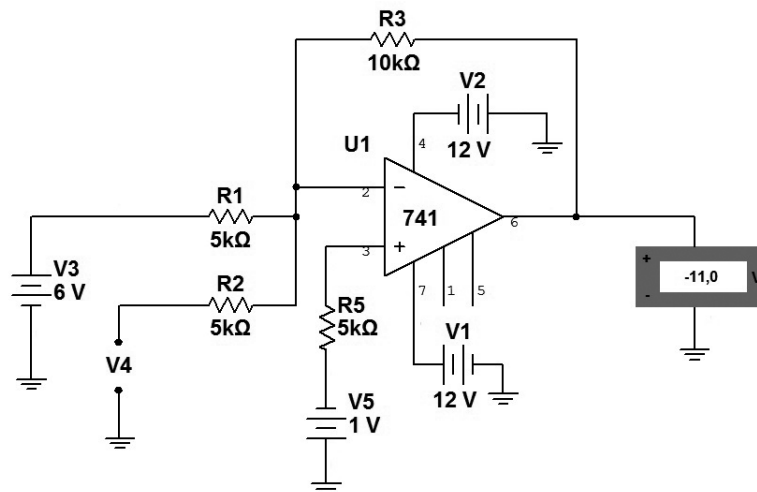 R3
10kΩ
V2
12 V
4
U1
2
741
6
3
R1
5kΩ
V3
6 V
R2
5kΩ
V4
R5
5kΩ
7
1
5
V1
12 V
V5
1 V
+
-11,0
-
V